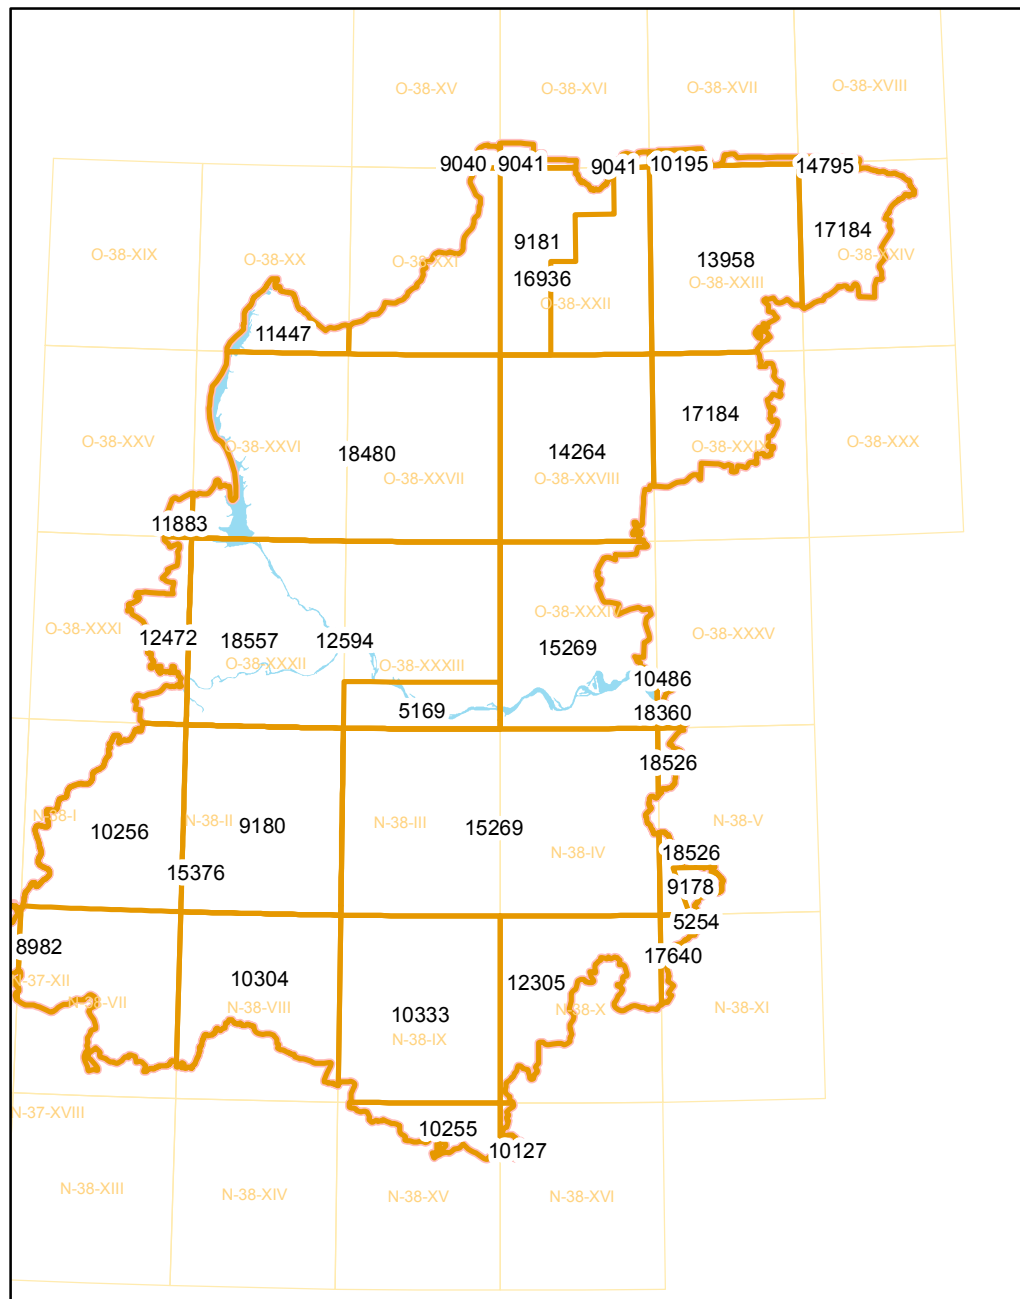 O-38-XV
O-38-XVI
O-38-XVII
O-38-XVIII
9040
9041
9041
10195
14795
O-38-XIX
O-38-XX
O-38-XXI
9181
16936
O-38-XXII
13958
O-38-XXIII
17184
O-38-XXIV
11447
17184
O-38-XXV
O-38-XXVI
18480
O-38-XXVII
14264
O-38-XXVIII
O-38-XXIX
O-38-XXX
11883
O-38-XXXI
12472
18557
12594
O-38-XXXII
O-38-XXXIII
O-38-XXXIV
15269
O-38-XXXV
10486
5169
18360
18526
N-38-I
10256
N-38-II
9180
N-38-III
15269
N-38-IV
N-38-V
15376
18526
9178
5254
8982
17640
N-37-XII
N-38-VII
10304
N-38-VIII
10333
N-38-IX
12305
N-38-X
N-38-XI
N-37-XVIII
10255
10127
N-38-XIII
N-38-XIV
N-38-XV
N-38-XVI